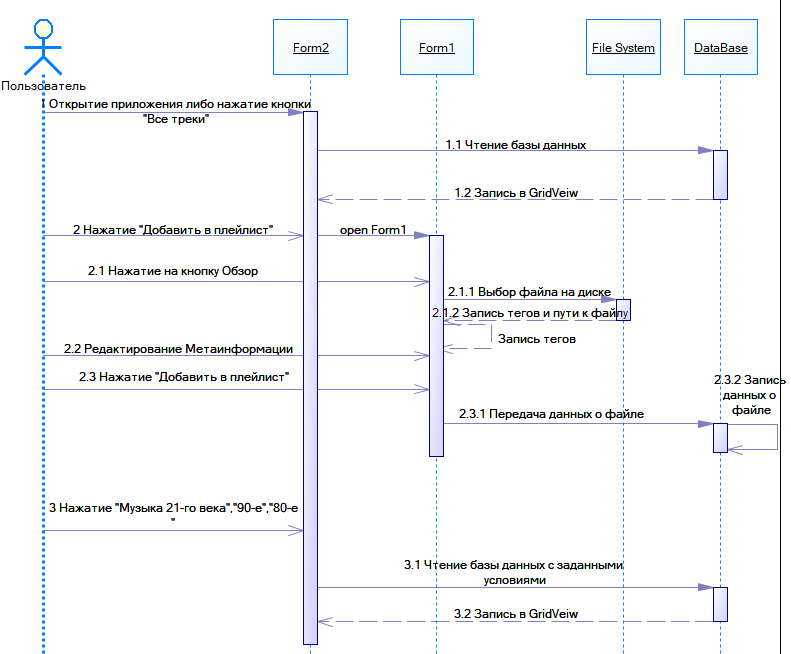 Form2
Form1
File System
DataBase
Пользователь
1 Открытие приложения либо нажатие кнопки
"Все треки"
1.1 Чтение базы данных
1.2 Запись в GridVeiw
2 Нажатие "Добавить в плейлист"
open Form1
2.1 Нажатие на кнопку Обзор
2.1.1 Выбор файла на диске
2.1.2 Запись тегов и пути к файлу
Запись тегов
2.2 Редактирование Метаинформации
2.3 Нажатие "Добавить в плейлист"
2.3.2 Запись
данных о
файле
2.3.1 Передача данных о файле
3 Нажатие "Музыка 21-го века","90-е","80-е
"
3.1 Чтение базы данных с заданными
условиями
3.2 Запись в GridVeiw